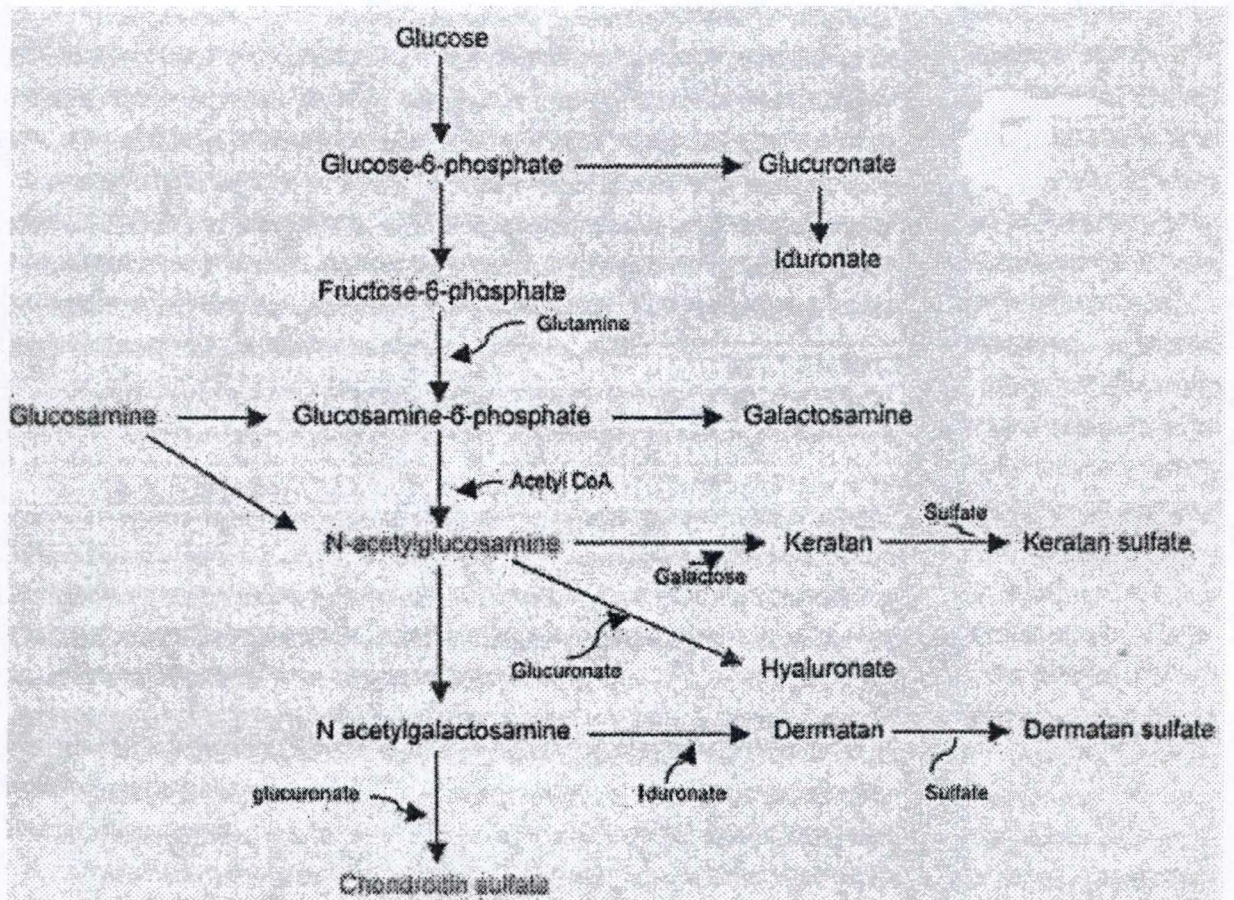 Glucose
Glucose-6-phosphate
Glucuronate
Iduronate
Fructose-6-phosphate
Glutamine
Glucosamine
Glucosamine-6-phosphate
Galactosamine
Acetyl CoA
N-acetylglucosamine
Keratan
Sulfate
Keratan sulfate
Galactose
Glucuronate
Hyaluronate
N acetylgalactosamine
Dermatan
Dermatan sulfate
glucuronate
Iduronate
Sulfate
Chondroitin sulfate